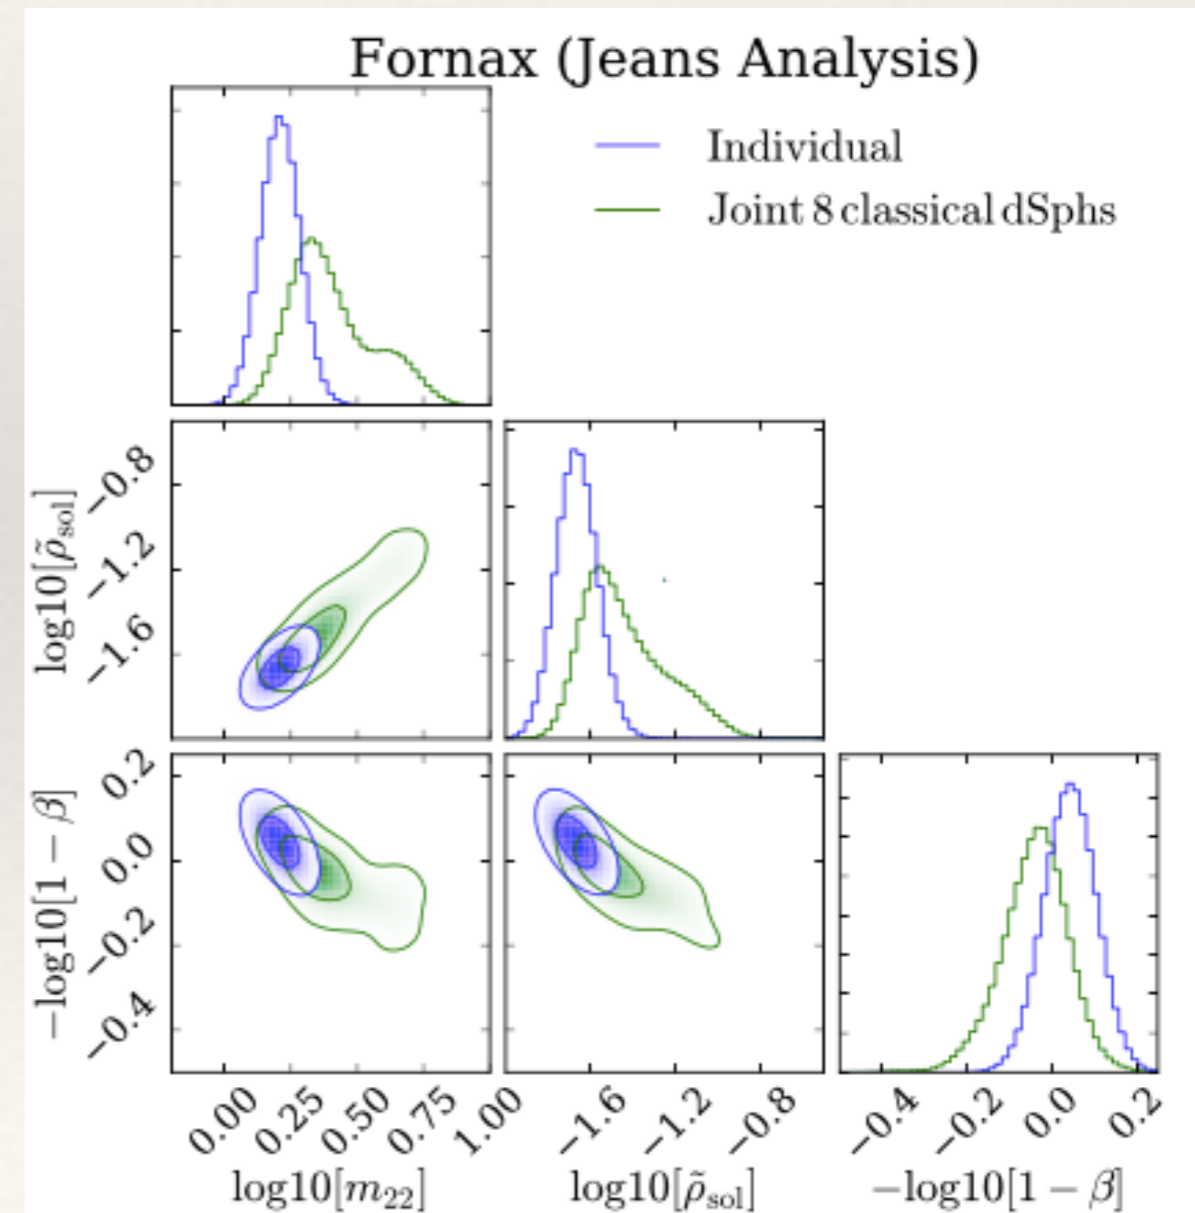 Fornax (Jeans Analysis)
Individual
Joint 8 classical dSphs
log10[ρ̃sol]
−0.8
−1.2
−1.6
−log10[1 − β]
0.2
0.0
−0.2
−0.4
0.00 0.25 0.50 0.75 1.00
−1.6 −1.2 −0.8
−0.4 −0.2 0.0 0.2
log10[m22]
log10[ρ̃sol]
−log10[1 − β]